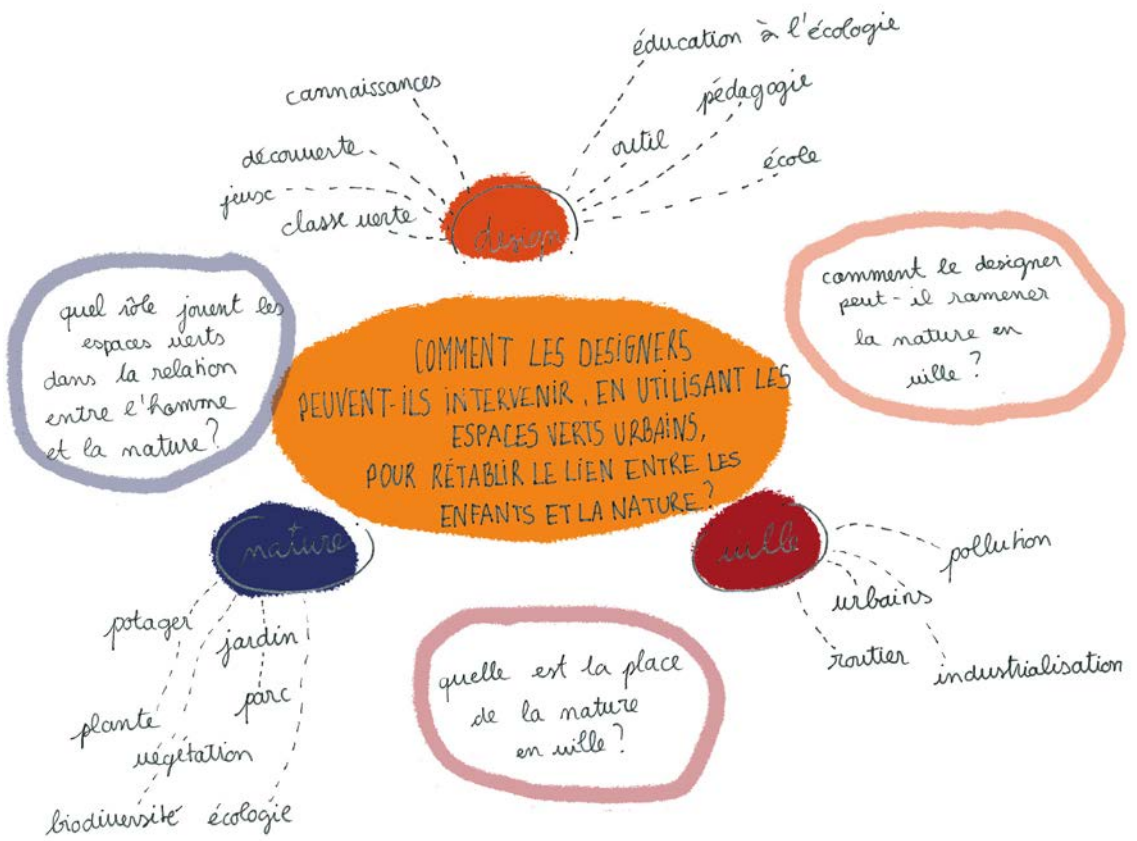 éducation à l'écologie
cannaissances
pédagogie
découverte
outil
école
jeux
classe verte
design
quel rôle jouent les
espaces verts
dans la relation
entre l'homme
et la nature?
comment le designer
peut-il ramener
la nature en
ville?
COMMENT LES DESIGNERS
PEUVENT-ILS INTERVENIR, EN UTILISANT LES
ESPACES VERTS URBAINS,
POUR RÉTABLIR LE LIEN ENTRE LES
ENFANTS ET LA NATURE?
nature
ville
potager
jardin
parc
plante
végétation
biodiversité
écologie
quelle est la place
de la nature
en ville?
pollution
urbains
routier
industrialisation